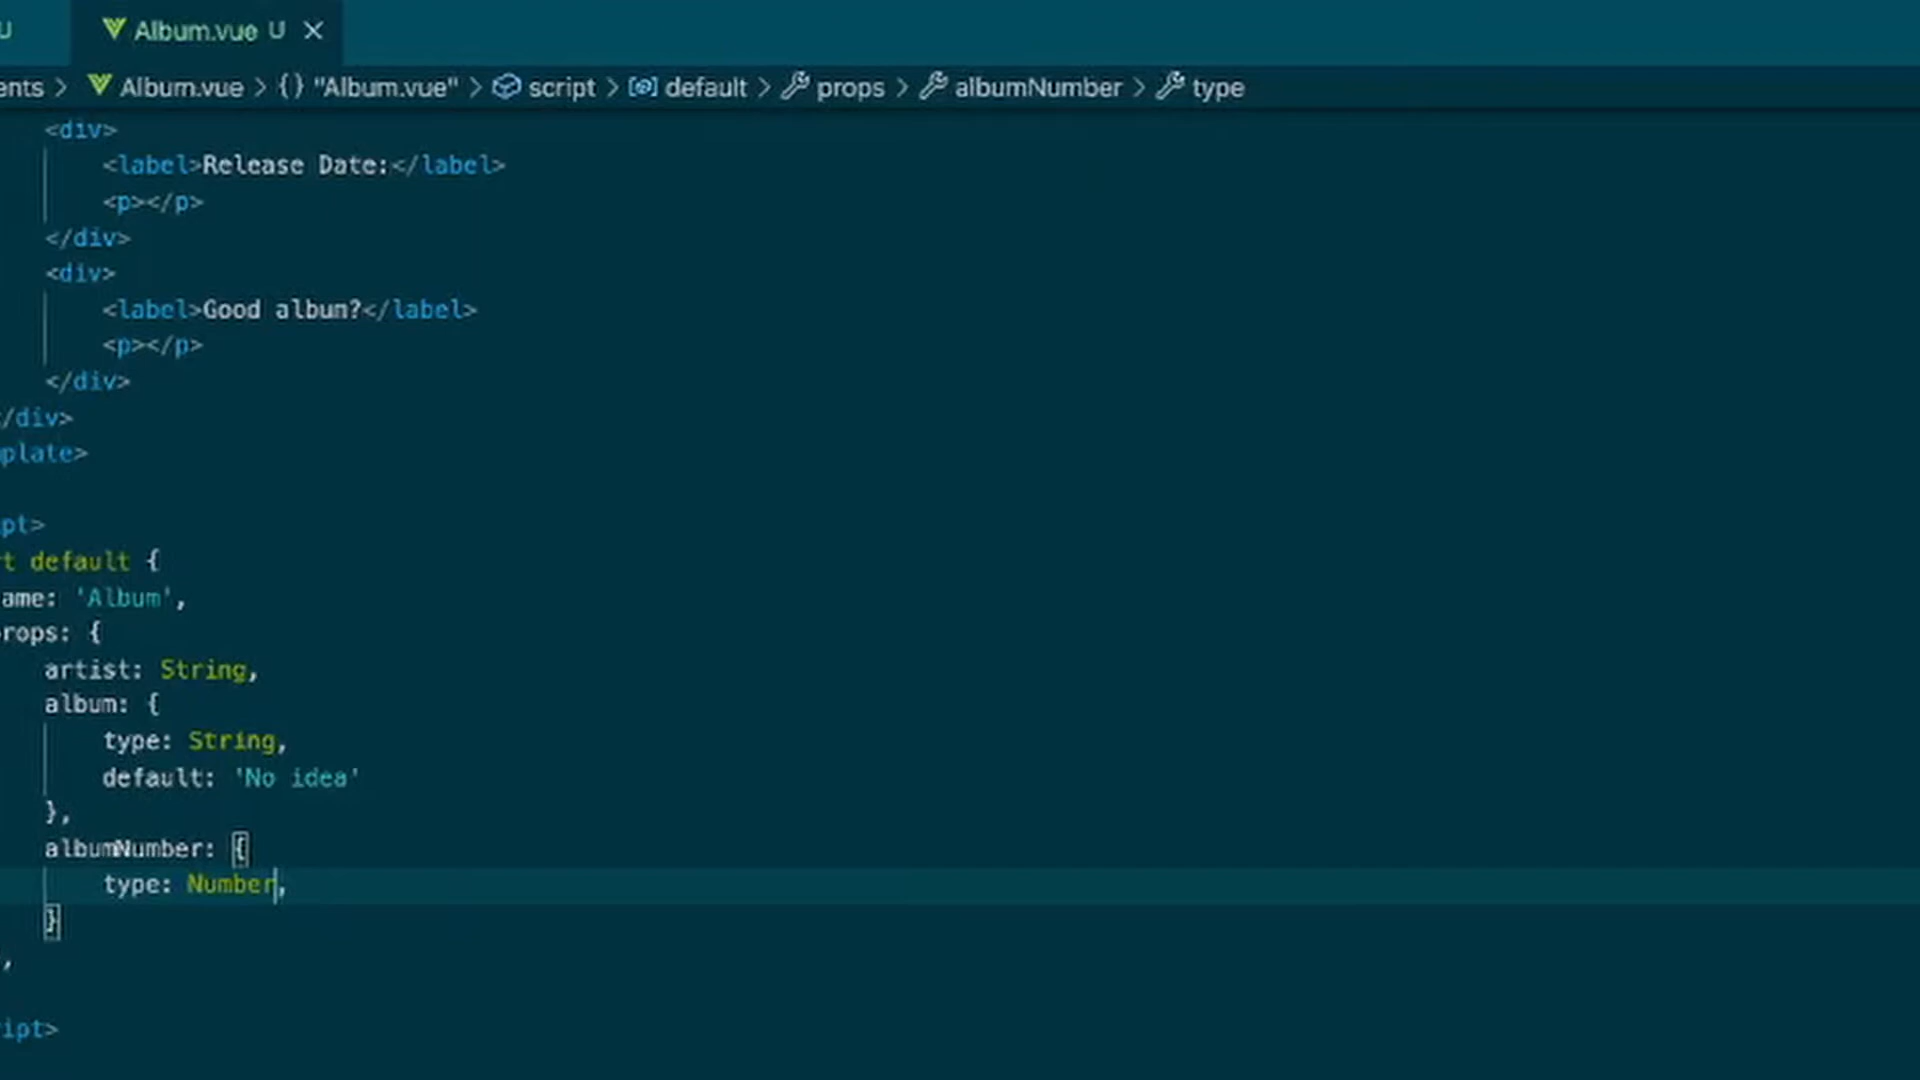 U Album.vue U ×
ents > Album.vue > {} "Album.vue" > script > default > props > albumNumber > type
<div>
<label>Release Date:</label>
<p></p>
</div>
<div>
<label>Good album?</label>
<p></p>
</div>
/div>
plate>
pt>
t default {
ame: 'Album',
rops: {
artist: String,
album: {
type: String,
default: 'No idea'
},
albumNumber: {
type: Number,
}
,
ipt>